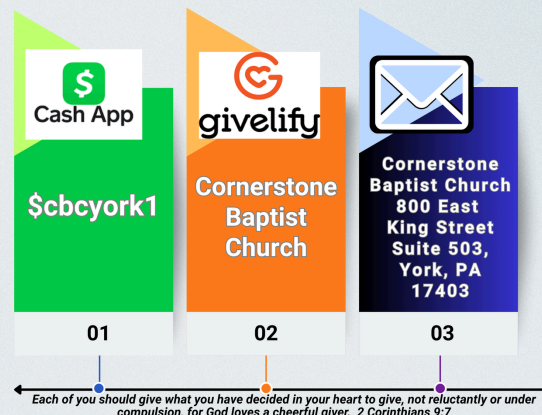 $
Cash App
$cbcyork1
01
givelify
Cornerstone
Baptist
Church
02
Cornerstone
Baptist Church
800 East
King Street
Suite 503,
York, PA
17403
03
Each of you should give what you have decided in your heart to give, not reluctantly or under
compulsion, for God loves a cheerful giver. 2 Corinthians 9:7